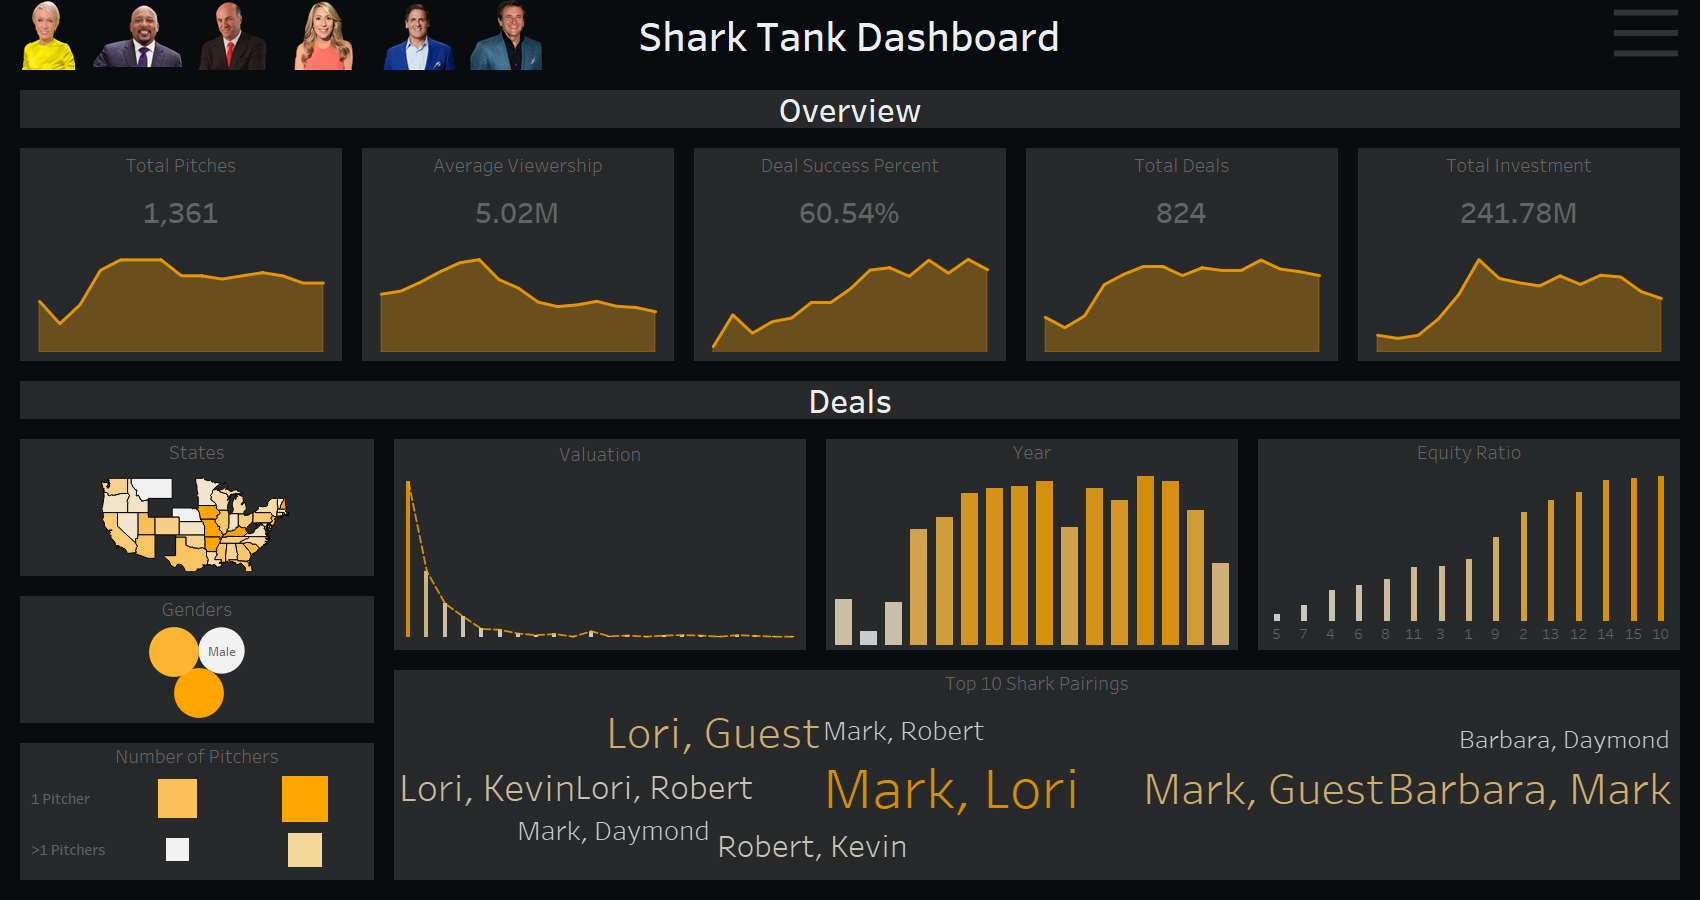 Shark Tank Dashboard
Overview
Total Pitches
1,361
Average Viewership
5.02M
Deal Success Percent
60.54%
Total Deals
824
Total Investment
241.78M
Deals
States
Valuation
Year
Equity Ratio
5 7 4 6 8 11 3 1 9 2 13 12 14 15 10
Genders
Male
Number of Pitchers
1 Pitcher
>1 Pitchers
Top 10 Shark Pairings
Lori, Guest
Mark, Robert
Barbara, Daymond
Lori, Kevin
Lori, Robert
Mark, Lori
Mark, Guest
Barbara, Mark
Mark, Daymond
Robert, Kevin